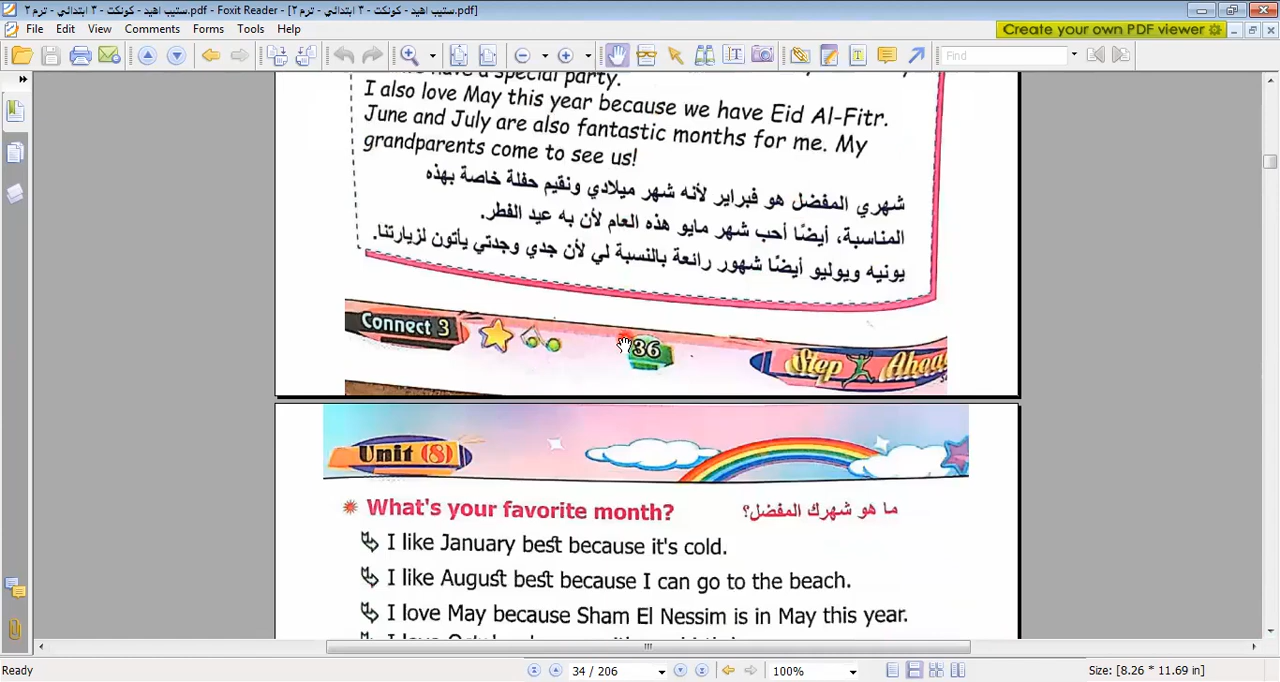 ستيب اهيد - كونكت - ٣ ابتدائي - ترم ٢.pdf - Foxit Reader - [ستيب اهيد - كونكت - ٣ ابتدائي - ترم ٢.pdf]
File Edit View Comments Forms Tools Help
Create your own PDF viewer
Find
have a special party.
I also love May this year because we have Eid Al-Fitr.
June and July are also fantastic months for me. My
grandparents come to see us!
شهري المفضل هو فبراير لأنه شهر ميلادي ونقيم حفلة خاصة بهذه
المناسبة، أيضًا أحب شهر مايو هذه العام لأن به عيد الفطر.
يونيه ويوليو أيضًا شهور رائعة بالنسبة لي لأن جدي وجدتي يأتون لزيارتنا.
Connect 3
36
Step Ahead
Unit (8)
What's your favorite month?
ما هو شهرك المفضل؟
I like January best because it's cold.
I like August best because I can go to the beach.
I love May because Sham El Nessim is in May this year.
Ready
34 / 206
100%
Size: [8.26 * 11.69 in]